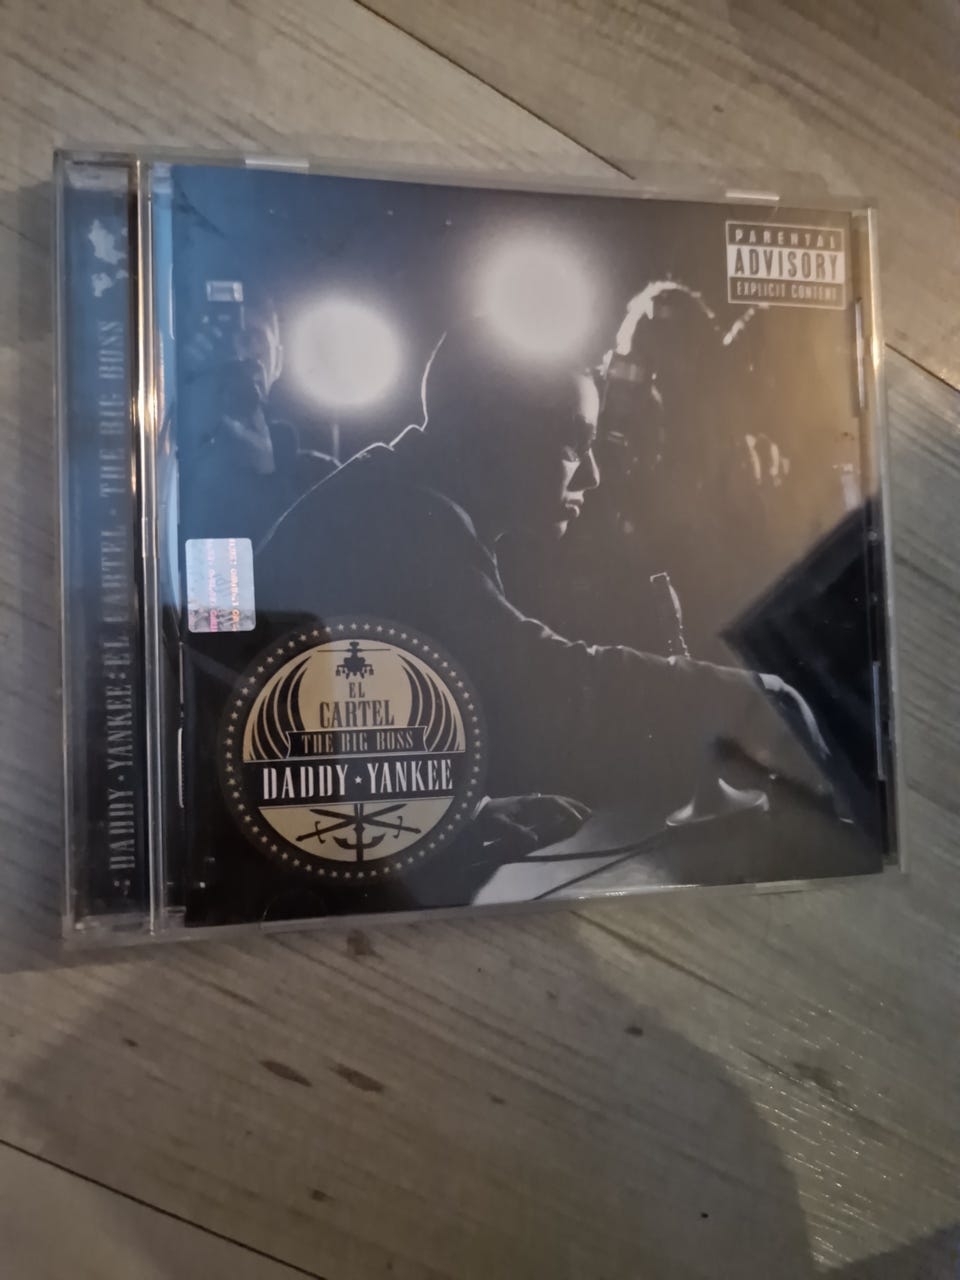 DADDY · YANKEE : EL CARTEL · THE BIG BOSS
PARENTAL
ADVISORY
EXPLICIT CONTENT
EL
CARTEL
THE BIG BOSS
DADDY ★ YANKEE